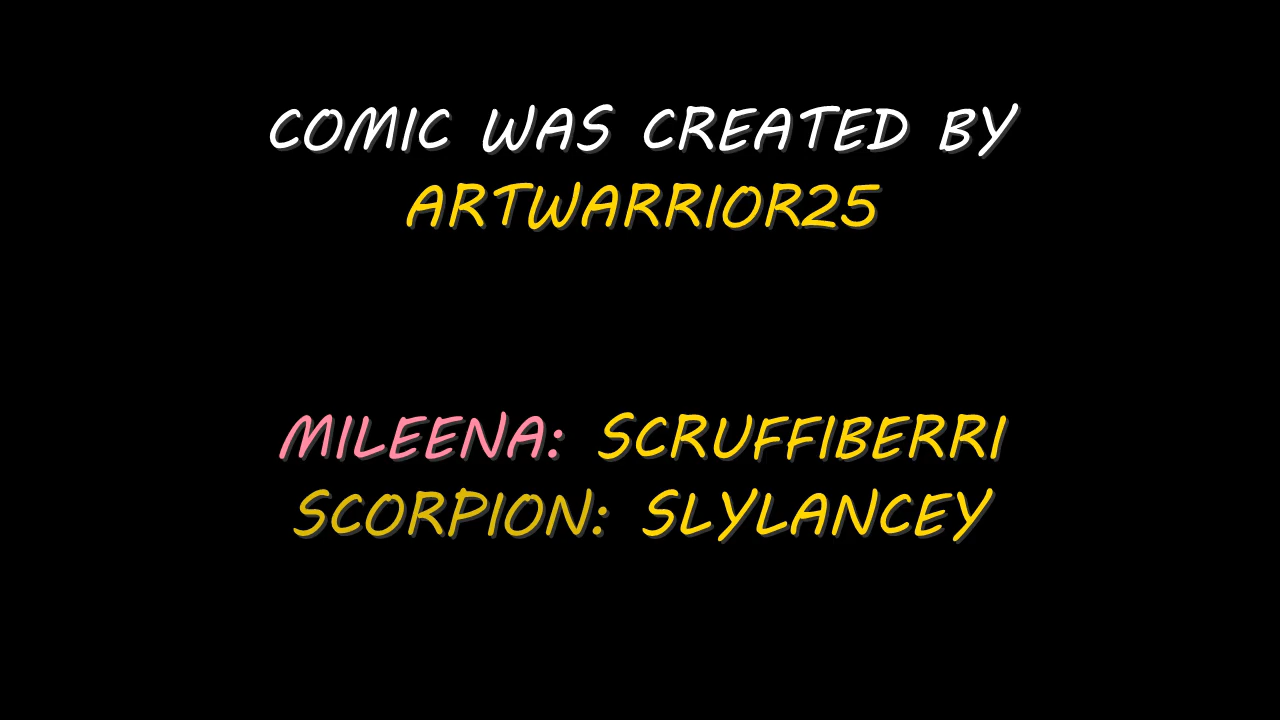 COMIC WAS CREATED BY
ARTWARRIOR25
MILEENA: SCRUFFIBERRI
SCORPION: SLYLANCEY